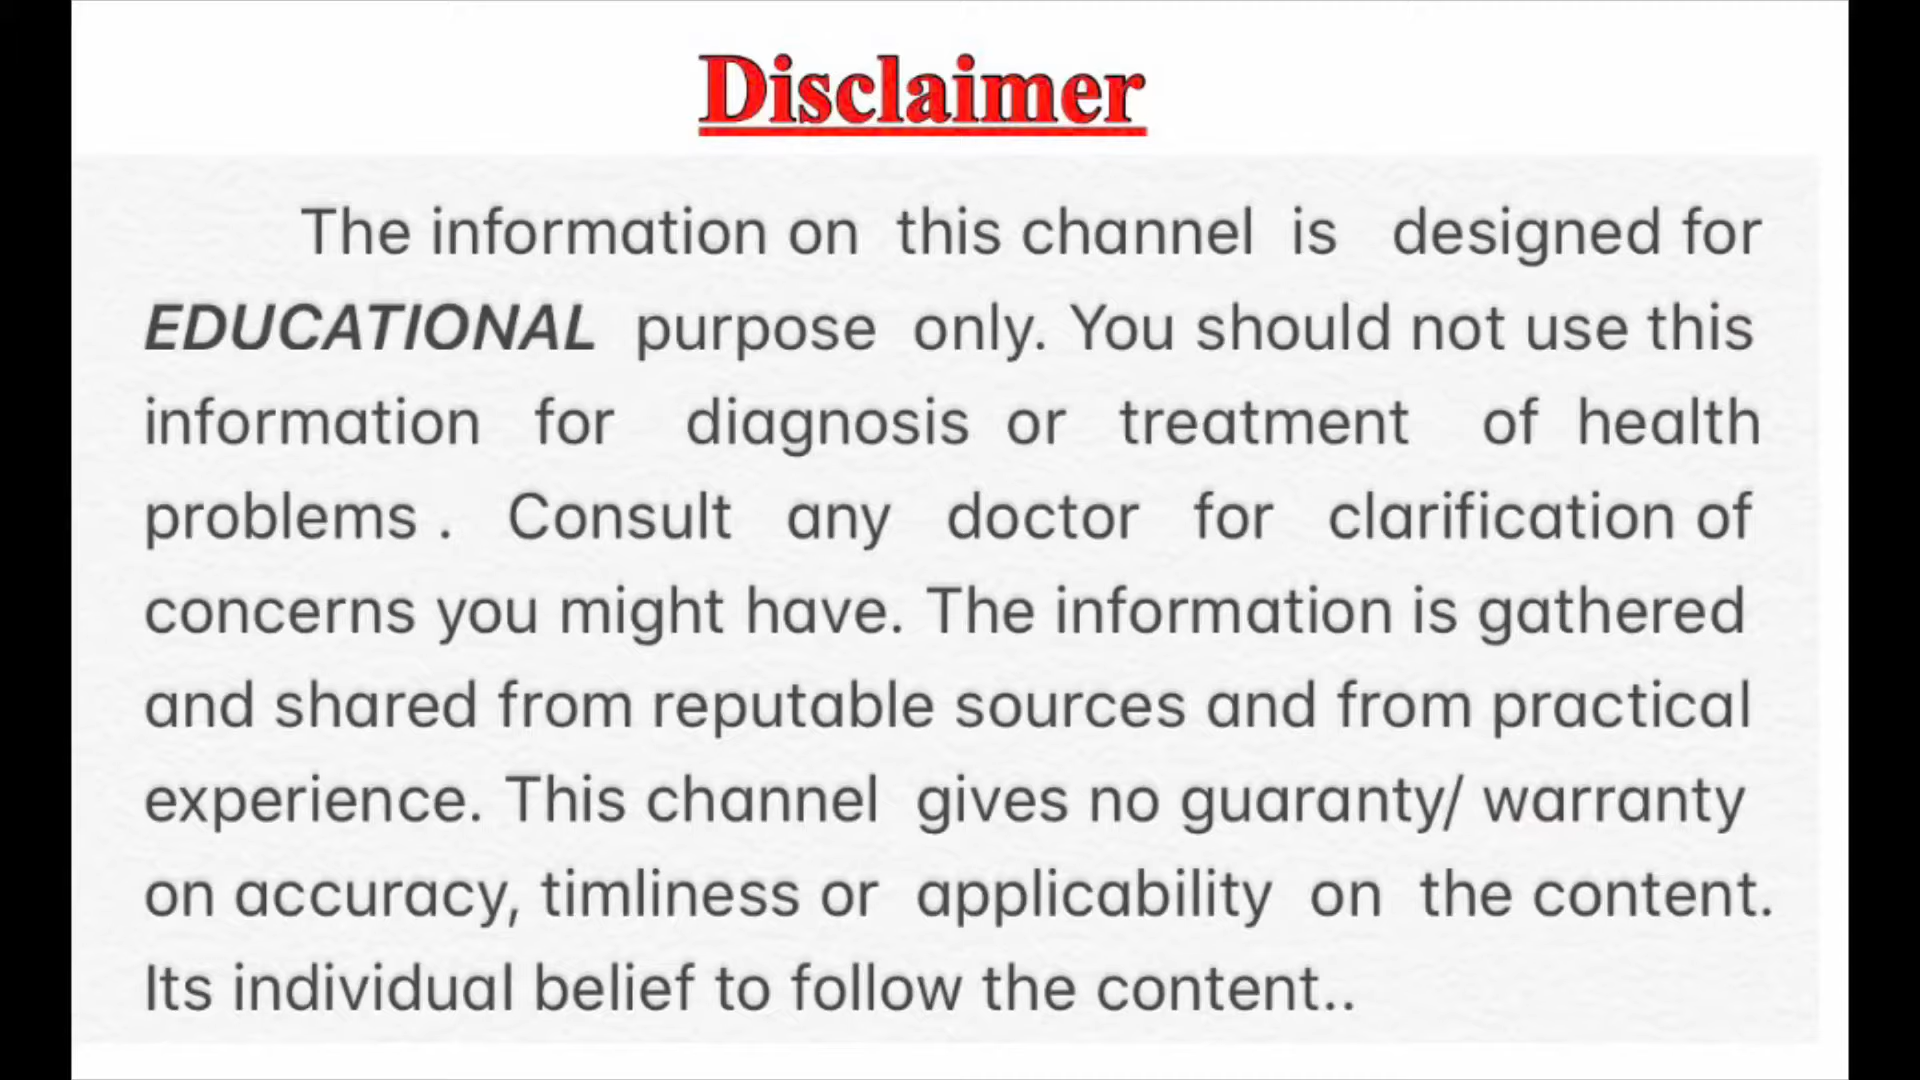 Disclaimer
The information on this channel is designed for
EDUCATIONAL purpose only. You should not use this
information for diagnosis or treatment of health
problems . Consult any doctor for clarification of
concerns you might have. The information is gathered
and shared from reputable sources and from practical
experience. This channel gives no guaranty/ warranty
on accuracy, timliness or applicability on the content.
Its individual belief to follow the content..